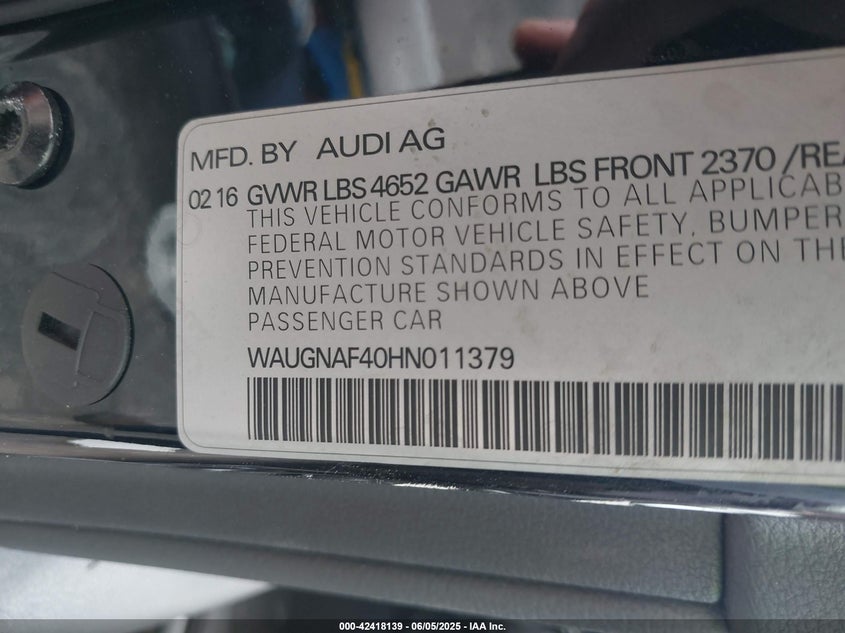 MFD. BY AUDI AG
02 16 GVWR LBS 4652 GAWR LBS FRONT 2370 /REA
THIS VEHICLE CONFORMS TO ALL APPLICAB
FEDERAL MOTOR VEHICLE SAFETY, BUMPER
PREVENTION STANDARDS IN EFFECT ON THE
MANUFACTURE SHOWN ABOVE
PASSENGER CAR
WAUGNAF40HN011379
000-42418139 - 06/05/2025 - IAA Inc.